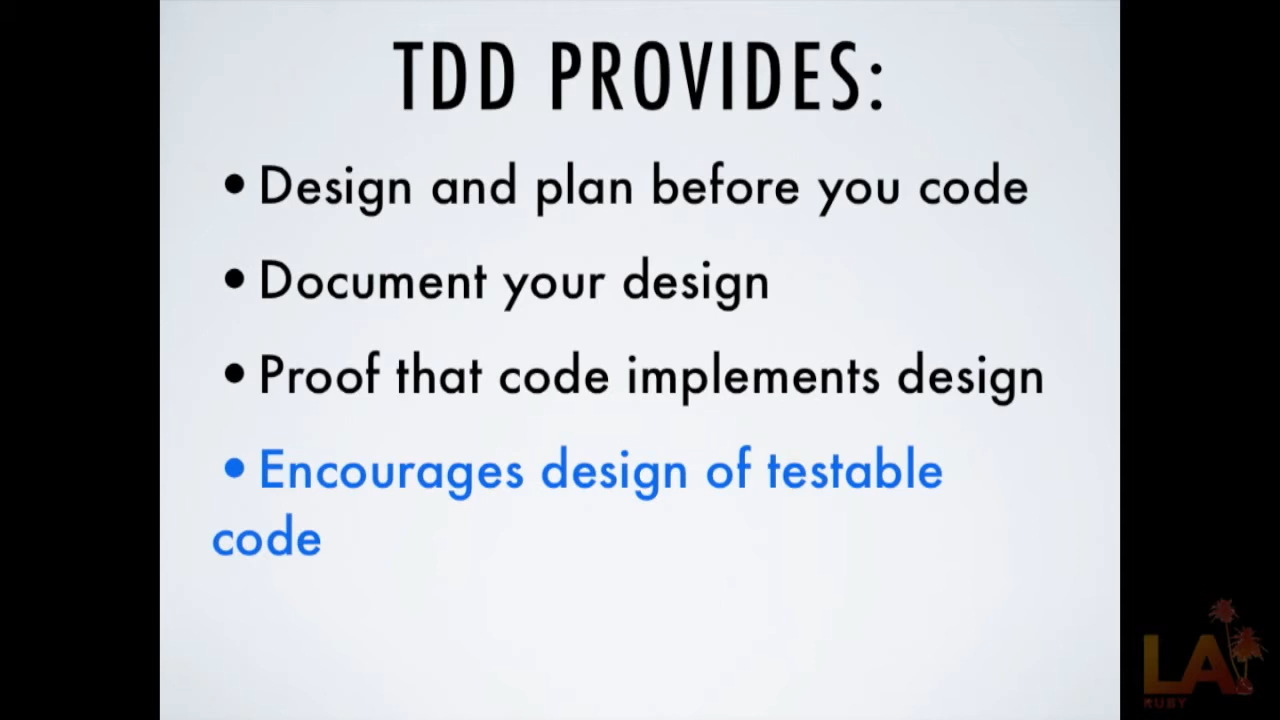 TDD PROVIDES:
• Design and plan before you code
• Document your design
• Proof that code implements design
• Encourages design of testable
code
LA
RUBY